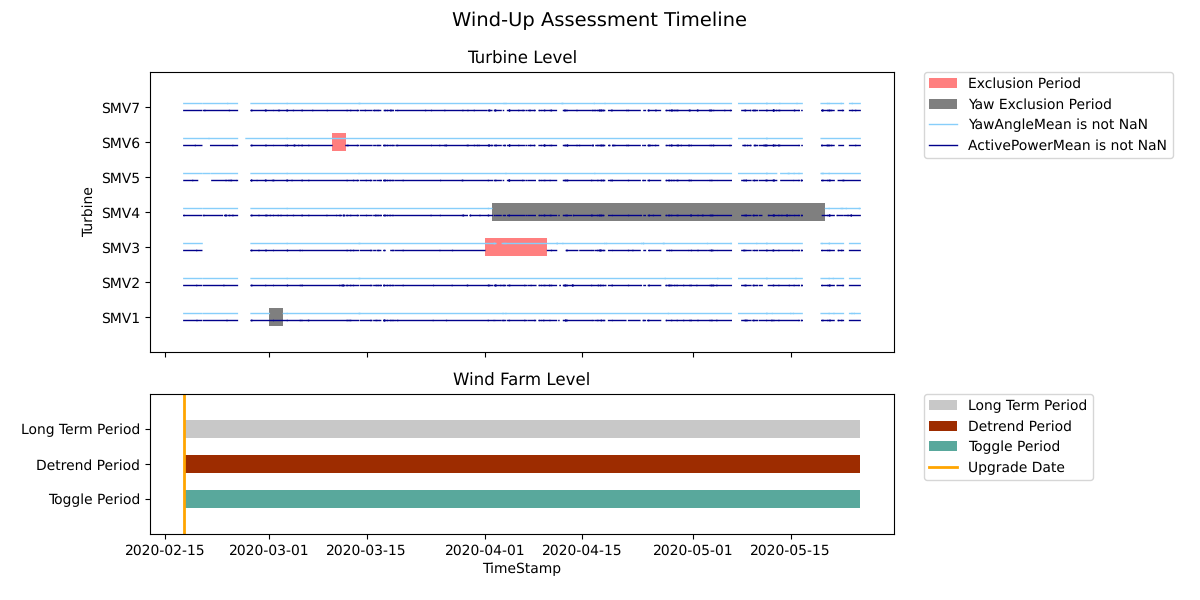 Wind-Up Assessment Timeline
Turbine Level
Exclusion Period
Yaw Exclusion Period
YawAngleMean is not NaN
ActivePowerMean is not NaN
Turbine
SMV7
SMV6
SMV5
SMV4
SMV3
SMV2
SMV1
Wind Farm Level
Long Term Period
Detrend Period
Toggle Period
Upgrade Date
Long Term Period
Detrend Period
Toggle Period
2020-02-15 2020-03-01 2020-03-15 2020-04-01 2020-04-15 2020-05-01 2020-05-15
TimeStamp